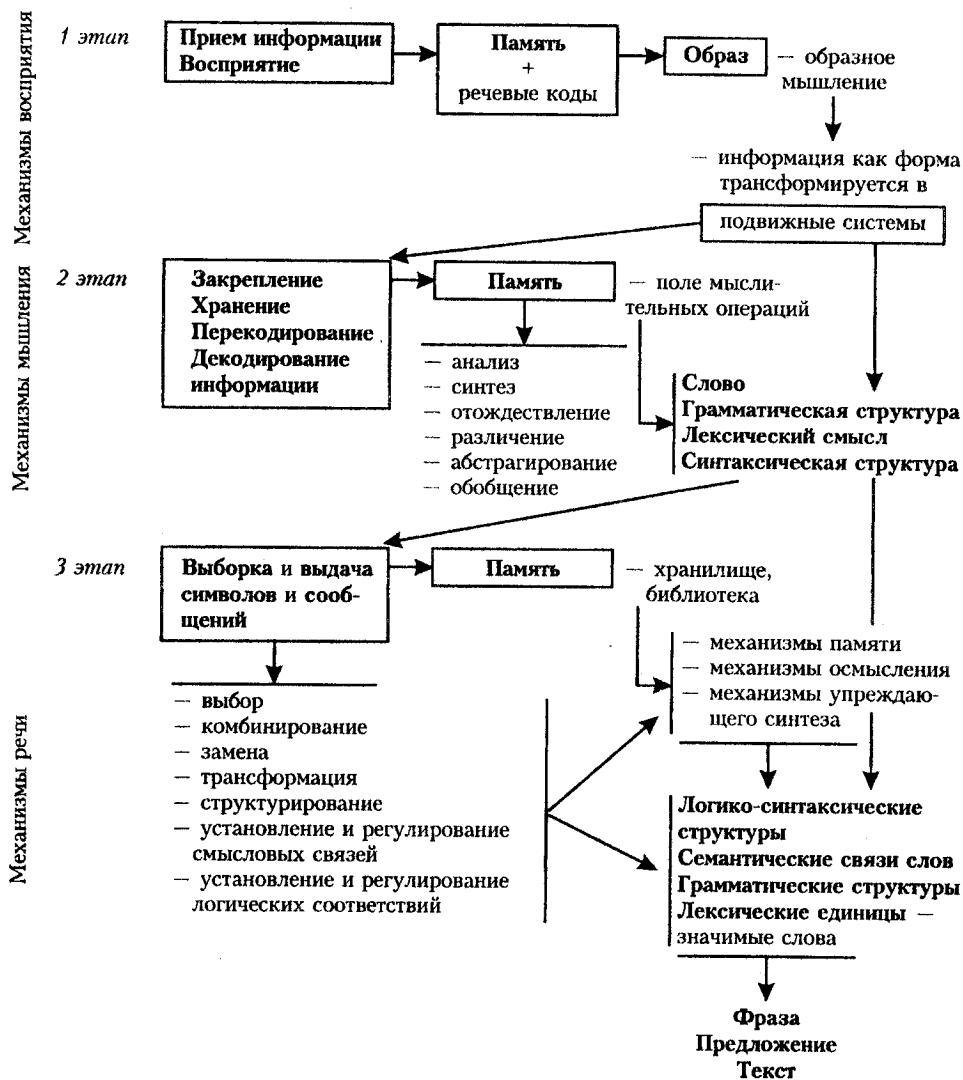 Механизмы восприятия
1 этап
Прием информации
Восприятие
Память
+
речевые коды
Образ
— образное
мышление
— информация как форма
трансформируется в
подвижные системы
Механизмы мышления
2 этап
Закрепление
Хранение
Перекодирование
Декодирование
информации
Память
— поле мысли-
тельных операций
— анализ
— синтез
— отождествление
— различение
— абстрагирование
— обобщение
Слово
Грамматическая структура
Лексический смысл
Синтаксическая структура
Механизмы речи
3 этап
Выборка и выдача
символов и сооб-
щений
Память
— хранилище,
библиотека
— механизмы памяти
— механизмы осмысления
— механизмы упреждаю-
щего синтеза
— выбор
— комбинирование
— замена
— трансформация
— структурирование
— установление и регулирование
смысловых связей
— установление и регулирование
логических соответствий
Логико-синтаксические
структуры
Семантические связи слов
Грамматические структуры
Лексические единицы —
значимые слова
Фраза
Предложение
Текст